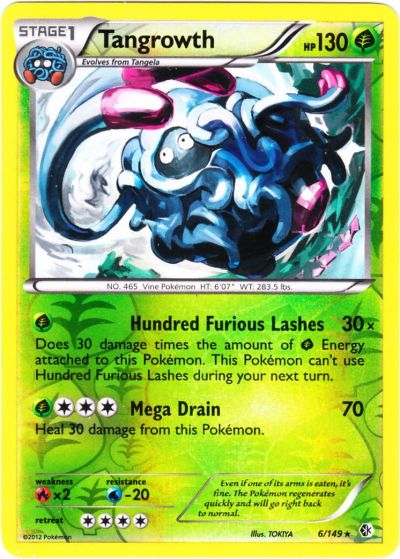 STAGE1
Tangrowth
HP130
Evolves from Tangela
NO. 465 Vine Pokémon HT: 6'07" WT: 283.5 lbs.
Hundred Furious Lashes 30x
Does 30 damage times the amount of Energy
attached to this Pokémon. This Pokémon can't use
Hundred Furious Lashes during your next turn.
Mega Drain 70
Heal 30 damage from this Pokémon.
weakness resistance
×2 -20
retreat
Even if one of its arms is eaten, it's
fine. The Pokémon regenerates
quickly and will go right back
to normal.
©2012 Pokémon
Illus. TOKIYA 6/149 ★